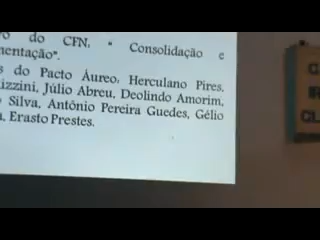 do CFN, " Consolidação e
mentação".
s do Pacto Áureo: Herculano Pires,
izzini, Júlio Abreu, Deolindo Amorim,
Silva, Antônio Pereira Guedes, Gélio
, Erasto Prestes.